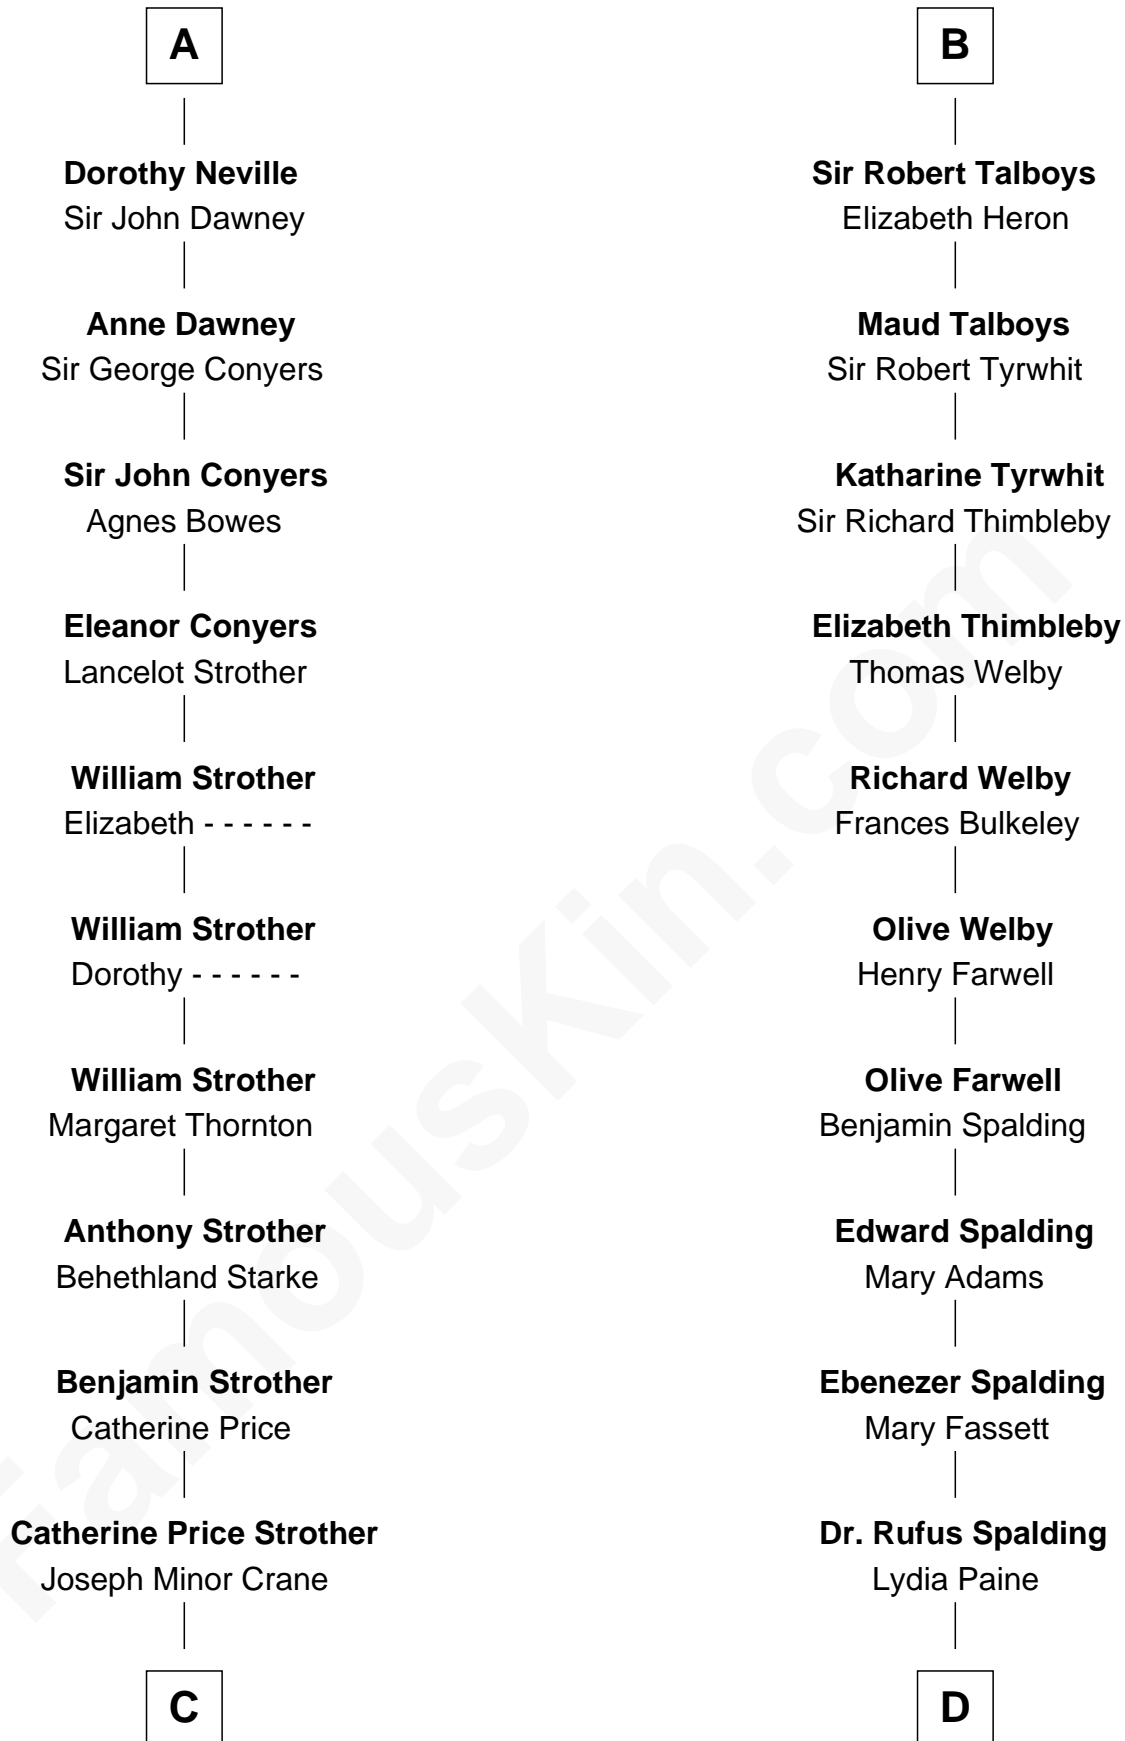 A
Dorothy Neville
Sir John Dawney
Anne Dawney
Sir George Conyers
Sir John Conyers
Agnes Bowes
Eleanor Conyers
Lancelot Strother
William Strother
Elizabeth - - - - - -
William Strother
Dorothy - - - - - -
William Strother
Margaret Thornton
Anthony Strother
Behethland Starke
Benjamin Strother
Catherine Price
Catherine Price Strother
Joseph Minor Crane
C
B
Sir Robert Talboys
Elizabeth Heron
Maud Talboys
Sir Robert Tyrwhit
Katharine Tyrwhit
Sir Richard Thimbleby
Elizabeth Thimbleby
Thomas Welby
Richard Welby
Frances Bulkeley
Olive Welby
Henry Farwell
Olive Farwell
Benjamin Spalding
Edward Spalding
Mary Adams
Ebenezer Spalding
Mary Fassett
Dr. Rufus Spalding
Lydia Paine
D
FamousKin.com